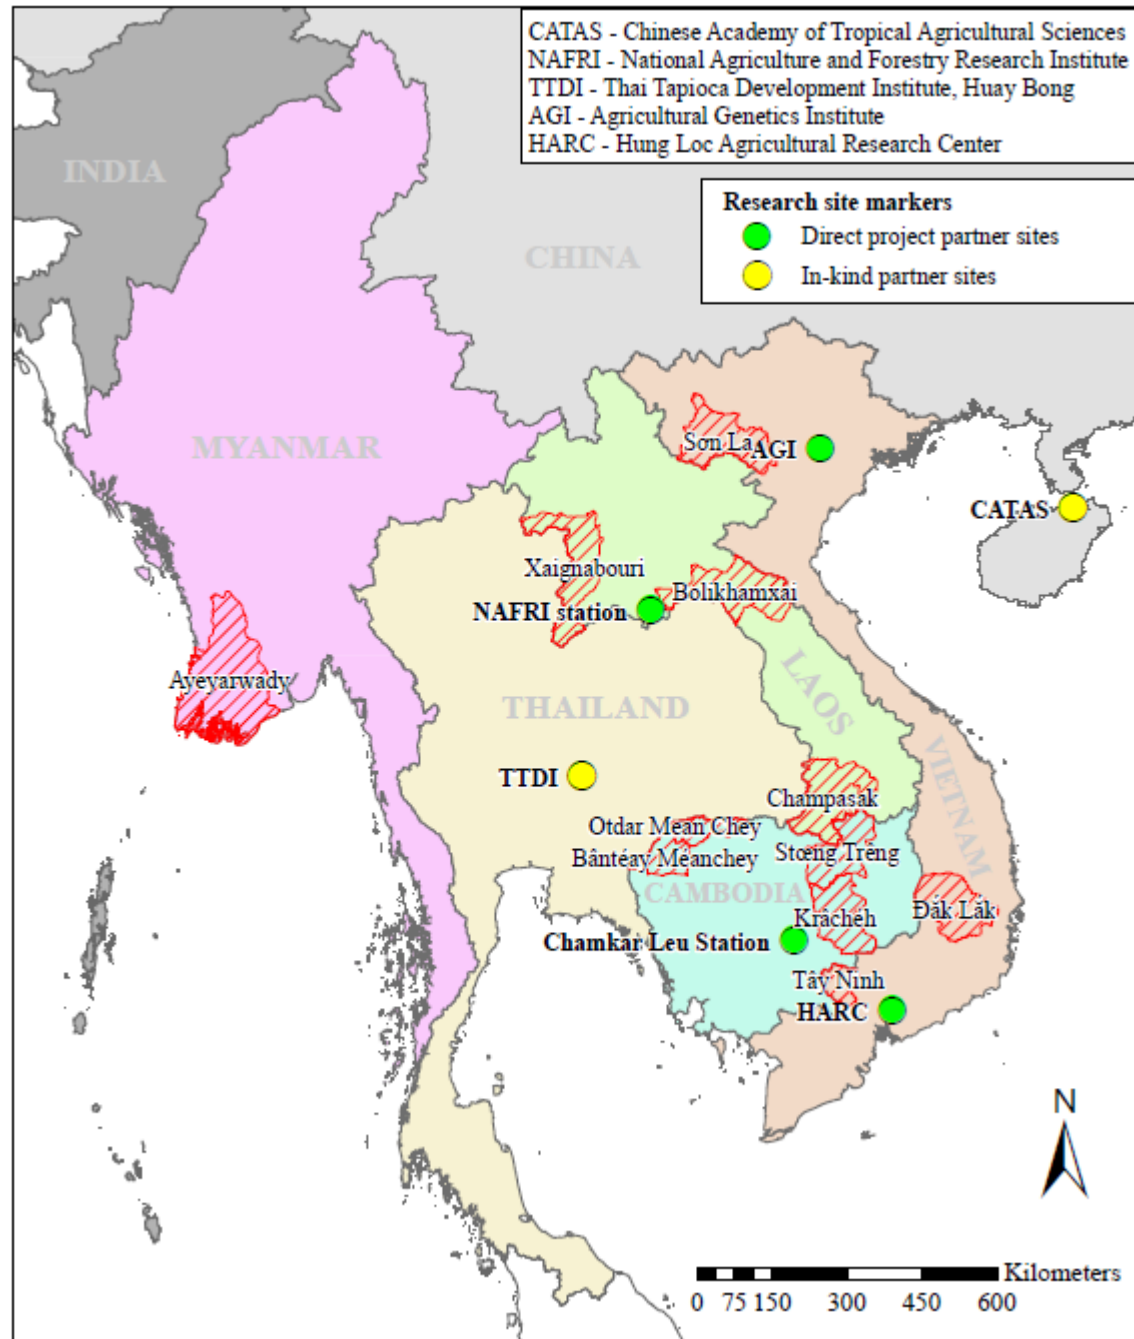 CATAS - Chinese Academy of Tropical Agricultural Sciences
NAFRI - National Agriculture and Forestry Research Institute
TTDI - Thai Tapioca Development Institute, Huay Bong
AGI - Agricultural Genetics Institute
HARC - Hung Loc Agricultural Research Center
Research site markers
Direct project partner sites
In-kind partner sites
INDIA
CHINA
MYANMAR
Sơn La
AGI
CATAS
Xaignabouri
Bolikhamxai
NAFRI station
Ayeyarwady
LAOS
THAILAND
VIETNAM
TTDI
Champasak
Otdar Mean Chey
Bântéay Méanchey
Stœng Trêng
CAMBODIA
Krâchéh
Đắk Lắk
Chamkar Leu Station
Tây Ninh
HARC
N
Kilometers
0 75 150 300 450 600